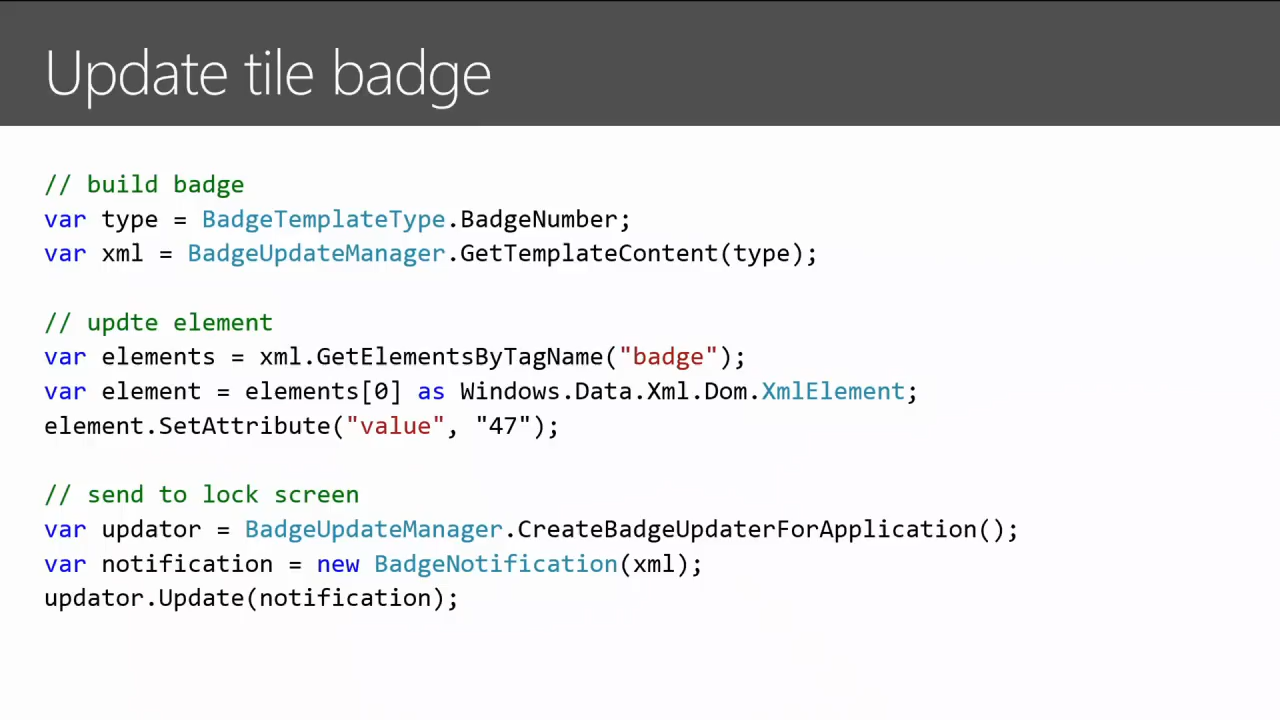 Update tile badge
// build badge
var type = BadgeTemplateType.BadgeNumber;
var xml = BadgeUpdateManager.GetTemplateContent(type);
// updte element
var elements = xml.GetElementsByTagName("badge");
var element = elements[0] as Windows.Data.Xml.Dom.XmlElement;
element.SetAttribute("value", "47");
// send to lock screen
var updator = BadgeUpdateManager.CreateBadgeUpdaterForApplication();
var notification = new BadgeNotification(xml);
updator.Update(notification);